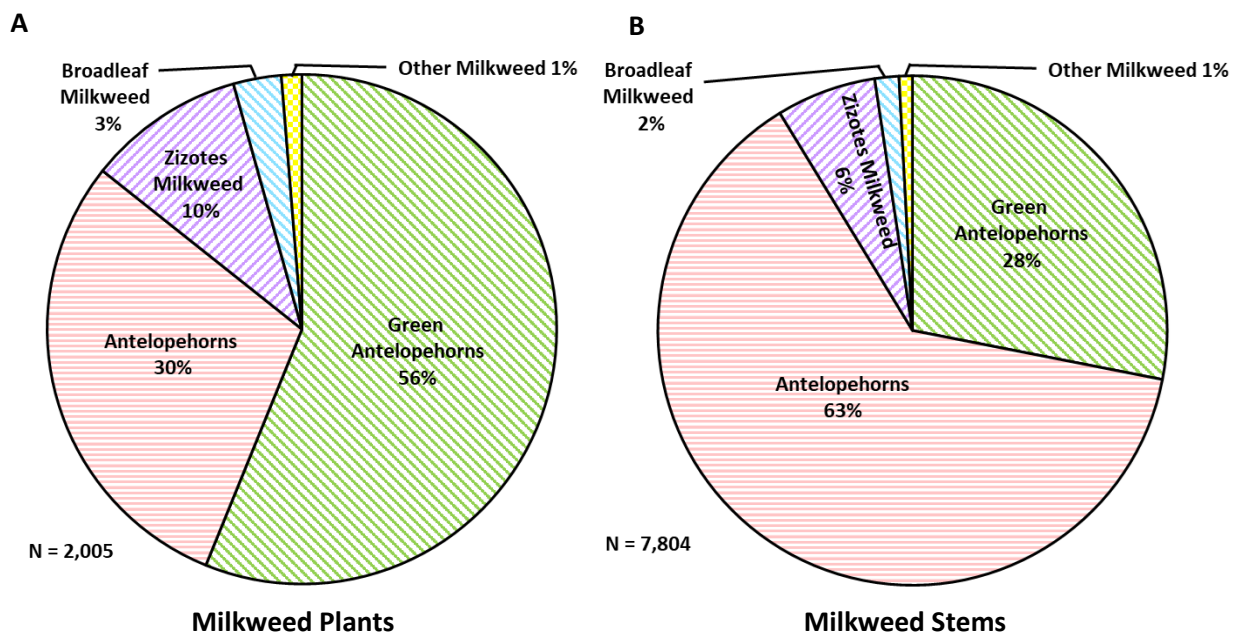 A
Broadleaf
Milkweed
3%
Other Milkweed 1%
Zizotes
Milkweed
10%
Antelopehorns
30%
Green
Antelopehorns
56%
N = 2,005
Milkweed Plants
B
Broadleaf
Milkweed
2%
Other Milkweed 1%
Zizotes Milkweed
6%
Green
Antelopehorns
28%
Antelopehorns
63%
N = 7,804
Milkweed Stems